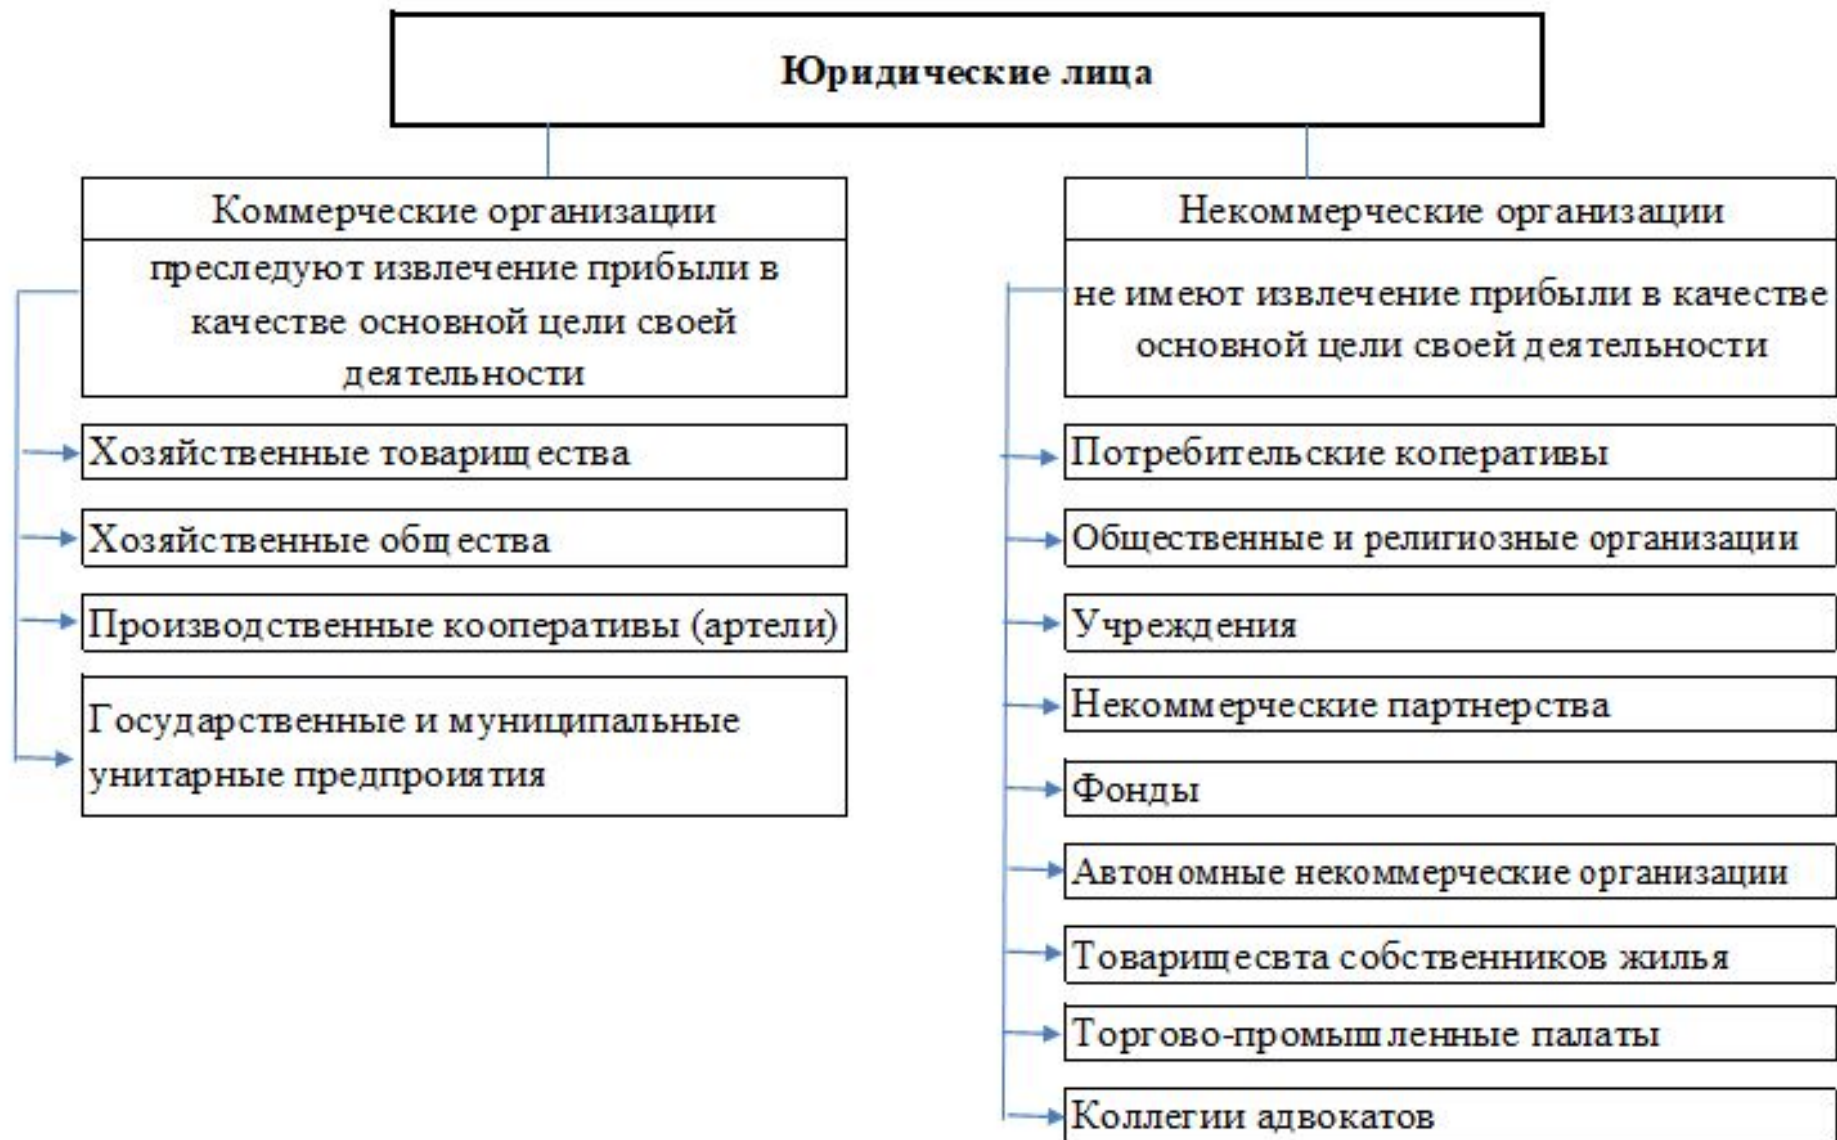 Юридические лица
Коммерческие организации
преследуют извлечение прибыли в
качестве основной цели своей
деятельности
Хозяйственные товарищества
Хозяйственные общества
Производственные кооперативы (артели)
Государственные и муниципальные
унитарные предпроиятия
Некоммерческие организации
не имеют извлечение прибыли в качестве
основной цели своей деятельности
Потребительские коперативы
Общественные и религиозные организации
Учреждения
Некоммерческие партнерства
Фонды
Автономные некоммерческие организации
Товарищесвта собственников жилья
Торгово-промышленные палаты
Коллегии адвокатов